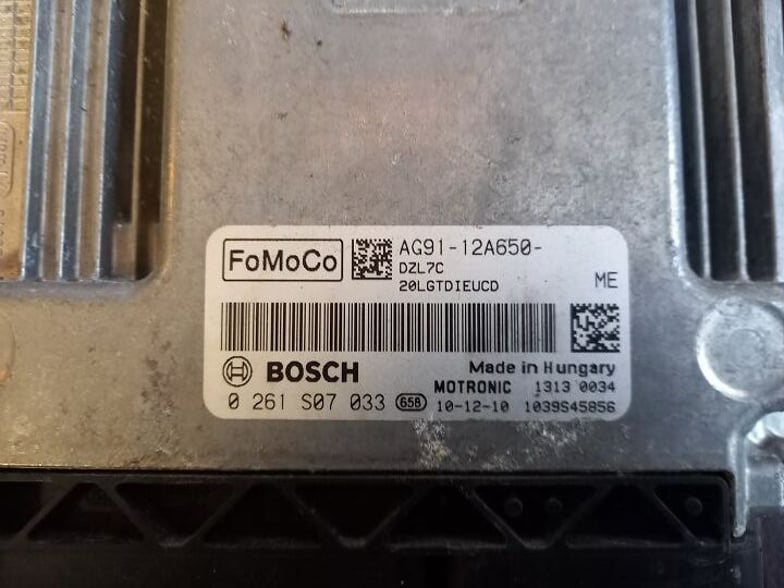 FoMoCo
AG91-12A650-
DZL7C
20LGTDIEUCD
ME
BOSCH
Made in Hungary
MOTRONIC 1313 0034
0 261 S07 033 65B 10-12-10 1039S45856